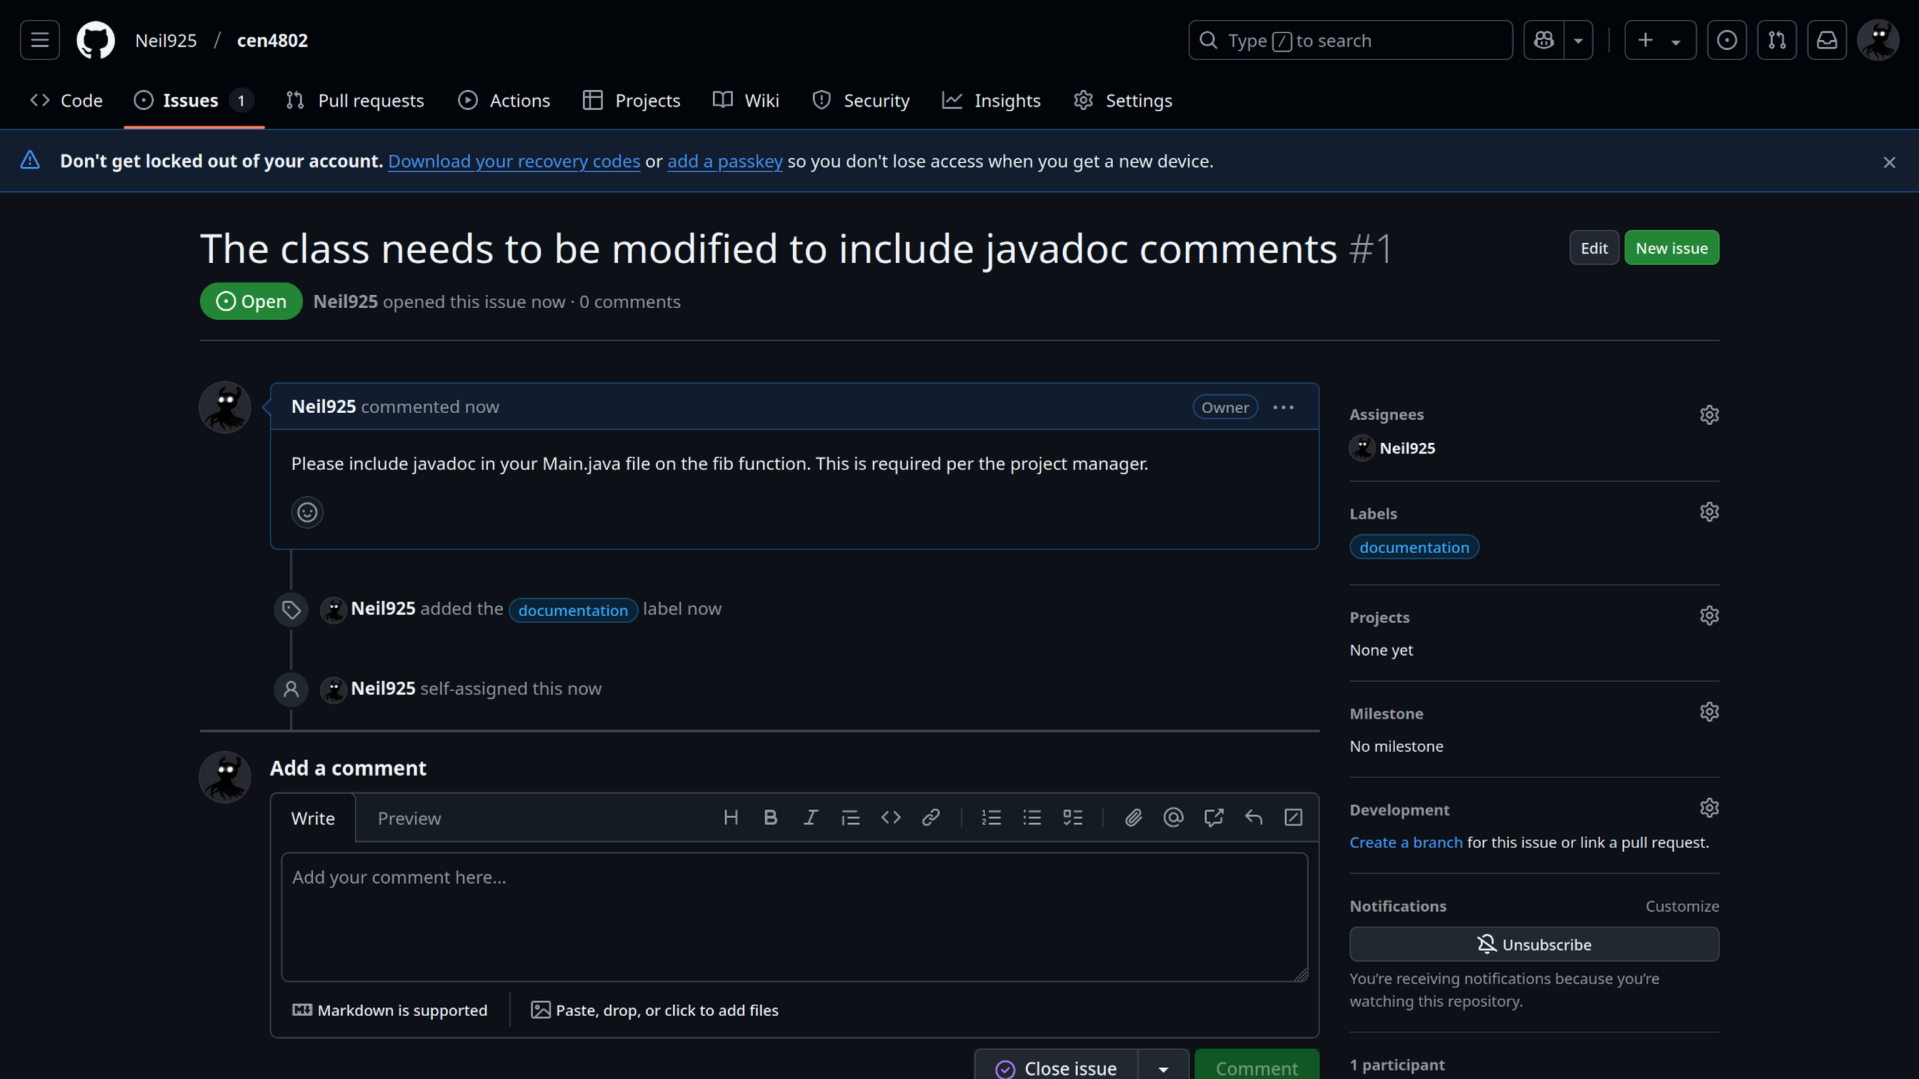 Neil925 / cen4802
Type / to search
Code
Issues 1
Pull requests
Actions
Projects
Wiki
Security
Insights
Settings
Don't get locked out of your account. Download your recovery codes or add a passkey so you don't lose access when you get a new device.
The class needs to be modified to include javadoc comments #1
Edit
New issue
Open
Neil925 opened this issue now · 0 comments
Neil925 commented now
Owner
Please include javadoc in your Main.java file on the fib function. This is required per the project manager.
Neil925 added the documentation label now
Neil925 self-assigned this now
Add a comment
Write
Preview
Add your comment here...
Markdown is supported
Paste, drop, or click to add files
Close issue
Comment
Assignees
Neil925
Labels
documentation
Projects
None yet
Milestone
No milestone
Development
Create a branch for this issue or link a pull request.
Notifications
Customize
Unsubscribe
You're receiving notifications because you're
watching this repository.
1 participant